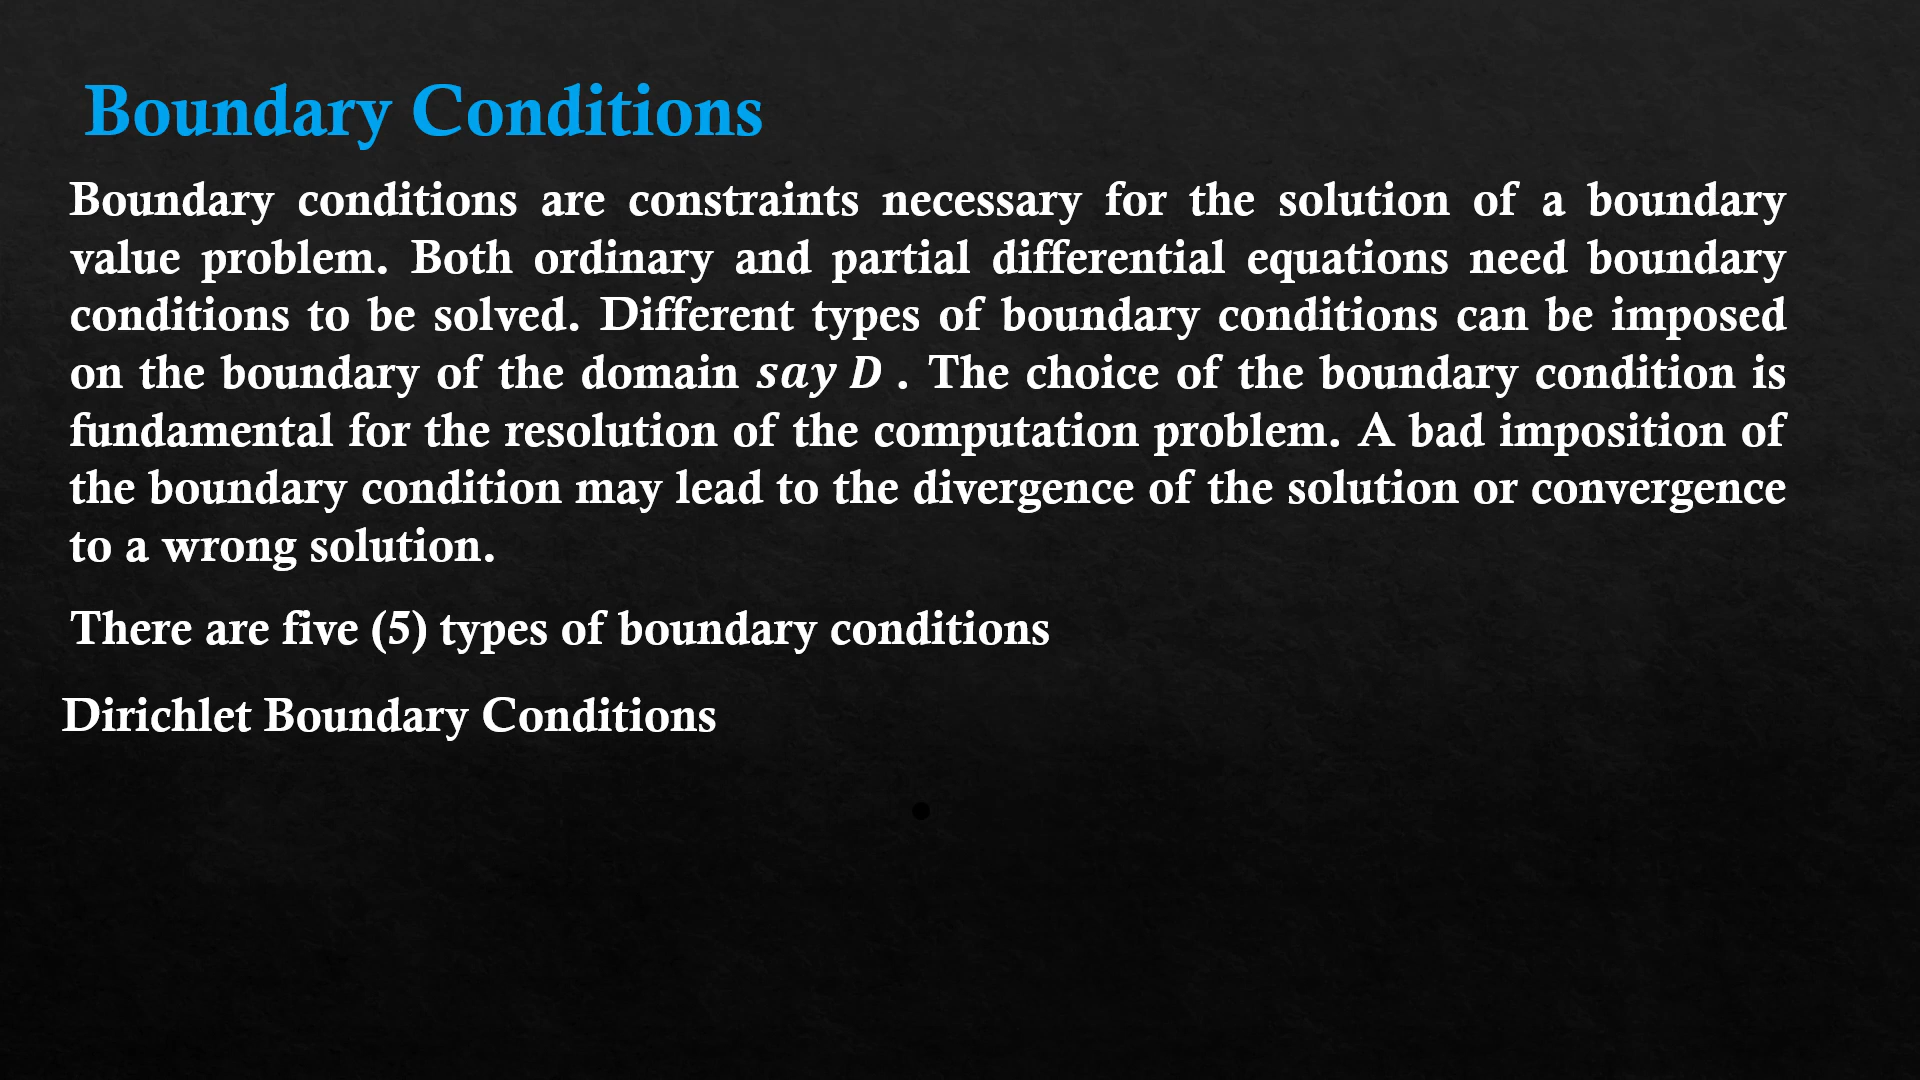 Boundary Conditions
Boundary conditions are constraints necessary for the solution of a boundary
value problem. Both ordinary and partial differential equations need boundary
conditions to be solved. Different types of boundary conditions can be imposed
on the boundary of the domain say D . The choice of the boundary condition is
fundamental for the resolution of the computation problem. A bad imposition of
the boundary condition may lead to the divergence of the solution or convergence
to a wrong solution.
There are five (5) types of boundary conditions
Dirichlet Boundary Conditions